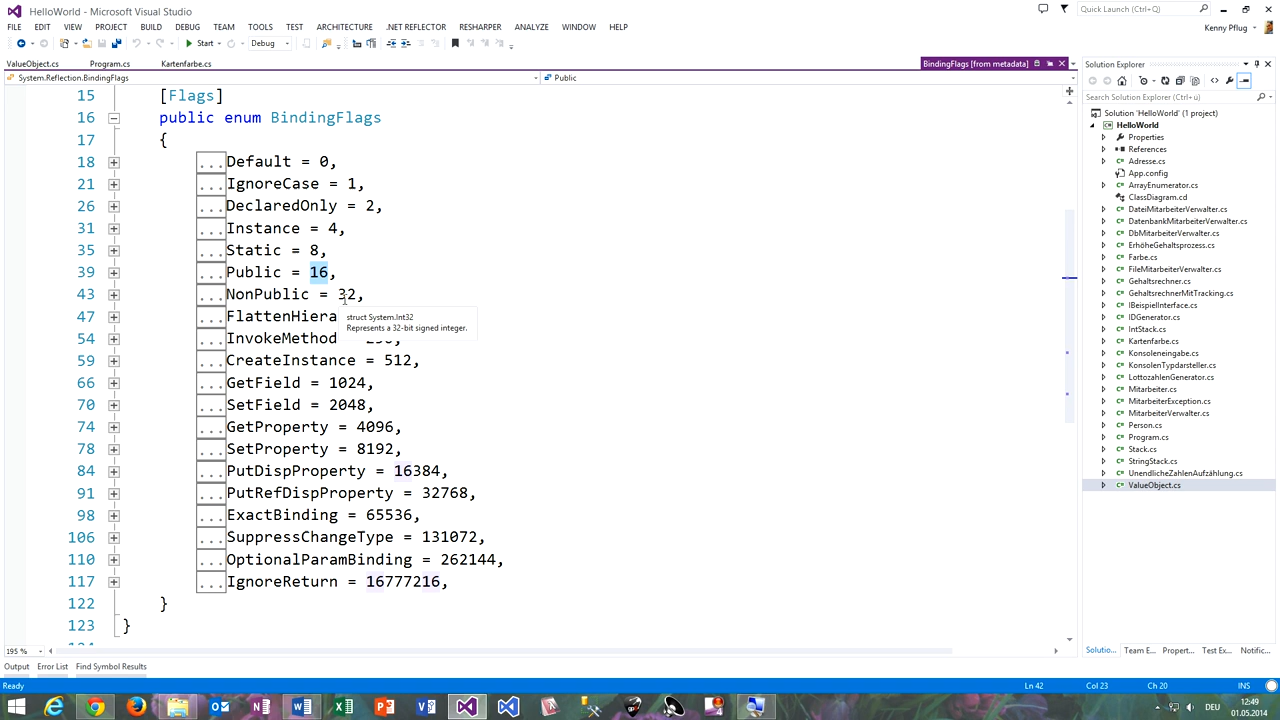 HelloWorld - Microsoft Visual Studio
Quick Launch (Ctrl+Q)
FILE EDIT VIEW PROJECT BUILD DEBUG TEAM TOOLS TEST ARCHITECTURE .NET REFLECTOR RESHARPER ANALYZE WINDOW HELP
Kenny Pflug
Start Debug
ValueObject.cs Program.cs Kartenfarbe.cs BindingFlags [from metadata]
System.Reflection.BindingFlags Public
15 [Flags]
16 public enum BindingFlags
17 {
18 ... Default = 0,
21 ... IgnoreCase = 1,
26 ... DeclaredOnly = 2,
31 ... Instance = 4,
35 ... Static = 8,
39 ... Public = 16,
43 ... NonPublic = 32,
47 ... FlattenHiera
struct System.Int32
Represents a 32-bit signed integer.
54 ... InvokeMethod
59 ... CreateInstance = 512,
66 ... GetField = 1024,
70 ... SetField = 2048,
74 ... GetProperty = 4096,
78 ... SetProperty = 8192,
84 ... PutDispProperty = 16384,
91 ... PutRefDispProperty = 32768,
98 ... ExactBinding = 65536,
106 ... SuppressChangeType = 131072,
110 ... OptionalParamBinding = 262144,
117 ... IgnoreReturn = 16777216,
122 }
123 }
195 %
Solution Explorer
Search Solution Explorer (Ctrl+ü)
Solution 'HelloWorld' (1 project)
HelloWorld
Properties
References
Adresse.cs
App.config
ArrayEnumerator.cs
ClassDiagram.cd
DateiMitarbeiterVerwalter.cs
DatenbankMitarbeiterVerwalter.cs
DbMitarbeiterVerwalter.cs
ErhöheGehaltsprozess.cs
Farbe.cs
FileMitarbeiterVerwalter.cs
Gehaltsrechner.cs
GehaltsrechnerMitTracking.cs
IBeispielInterface.cs
IDGenerator.cs
IntStack.cs
Kartenfarbe.cs
Konsoleneingabe.cs
KonsolenTypdarsteller.cs
LottozahlenGenerator.cs
Mitarbeiter.cs
MitarbeiterException.cs
MitarbeiterVerwalter.cs
Person.cs
Program.cs
Stack.cs
StringStack.cs
UnendlicheZahlenAufzählung.cs
ValueObject.cs
Solutio... Team E... Propert... Test Ex... Notific...
Output Error List Find Symbol Results
Ready Ln 42 Col 23 Ch 20 INS
DEU
12:49
01.05.2014